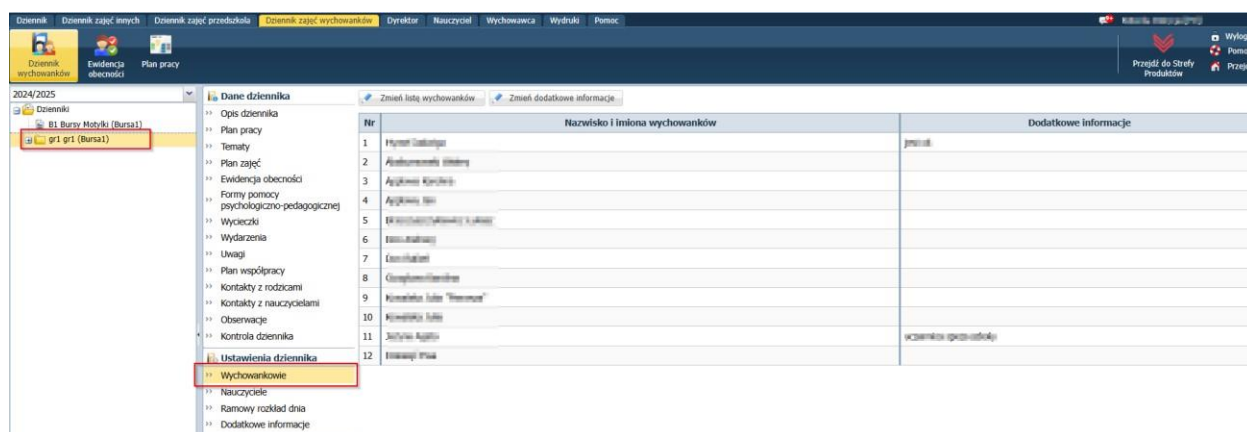 Dziennik Dziennik zajęć innych Dziennik zajęć przedszkola Dziennik zajęć wychowanków Dyrektor Nauczyciel Wychowawca Wydruki Pomoc
Dziennik wychowanków
Ewidencja obecności
Plan pracy
Przejdź do Strefy Produktów
Wylog
Pomo
Przejd
2024/2025
Dzienniki
B1 Bursy Motylki (Bursa1)
gr1 gr1 (Bursa1)
Dane dziennika
Opis dziennika
Plan pracy
Tematy
Plan zajęć
Ewidencja obecności
Formy pomocy
psychologiczno-pedagogicznej
Wycieczki
Wydarzenia
Uwagi
Plan współpracy
Kontakty z rodzicami
Kontakty z nauczycielami
Obserwacje
Kontrola dziennika
Ustawienia dziennika
Wychowankowie
Nauczyciele
Ramowy rozkład dnia
Dodatkowe informacje
Zmień listę wychowanków Zmień dodatkowe informacje
Nr Nazwisko i imiona wychowanków Dodatkowe informacje
1
2
3
4
5
6
7
8
9
10
11
12